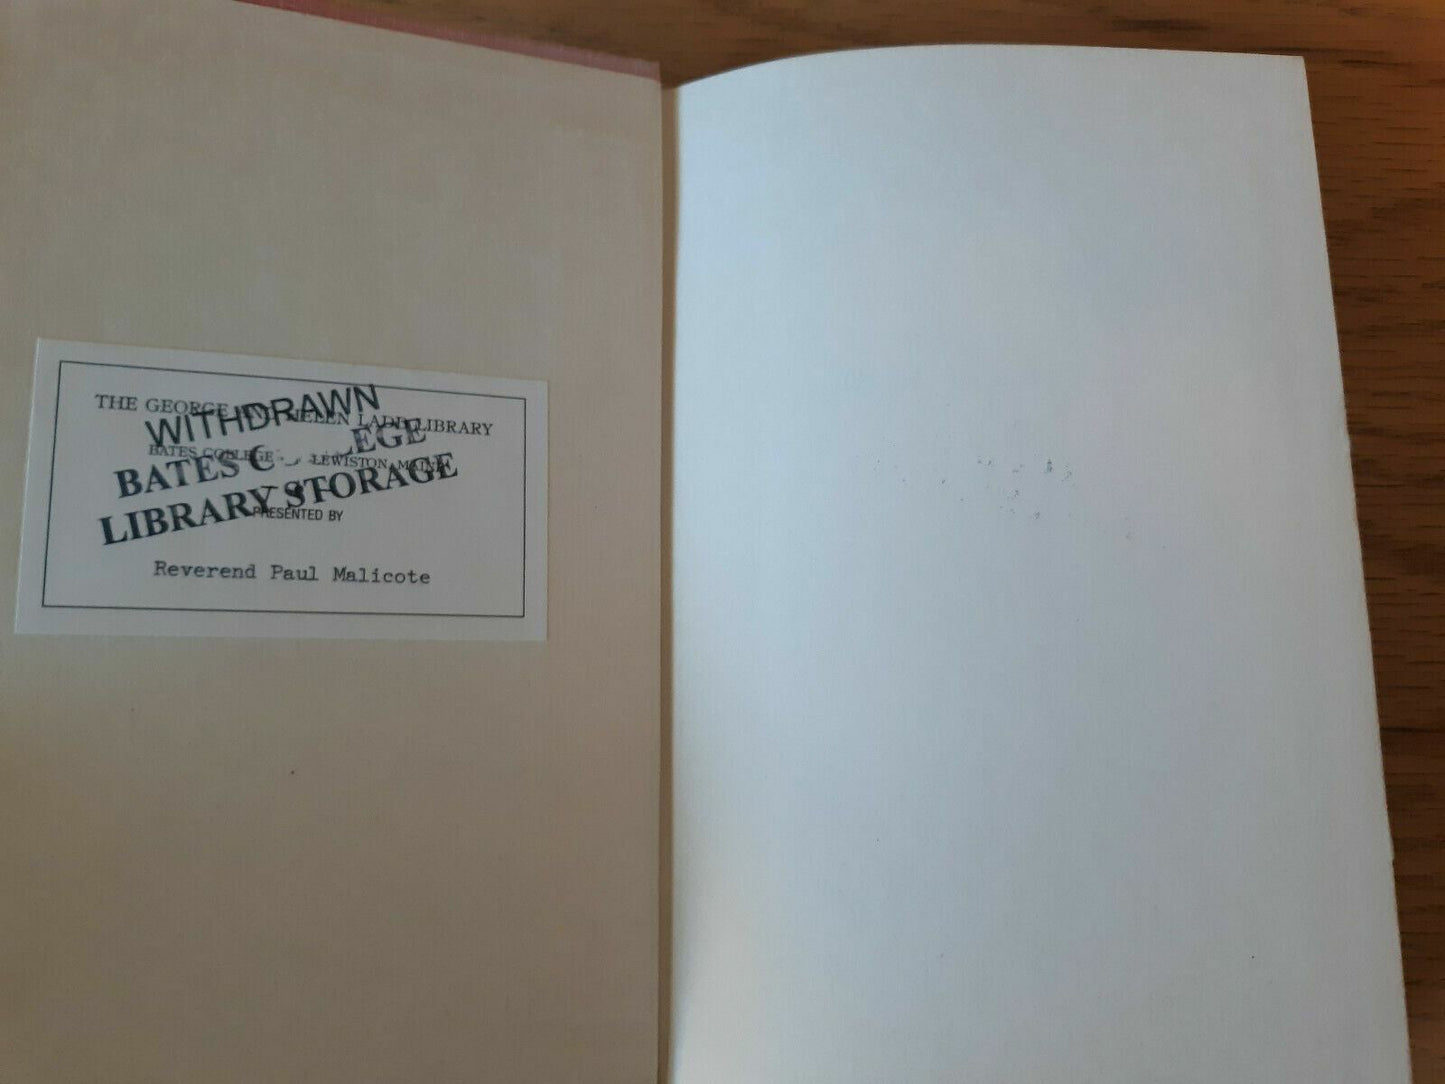 THE GEORGE AND HELEN LADD LIBRARY
WITHDRAWN
BATES COLLEGE LEWISTON, MAINE
BATES COLLEGE
LIBRARY STORAGE
PRESENTED BY
Reverend Paul Malicote